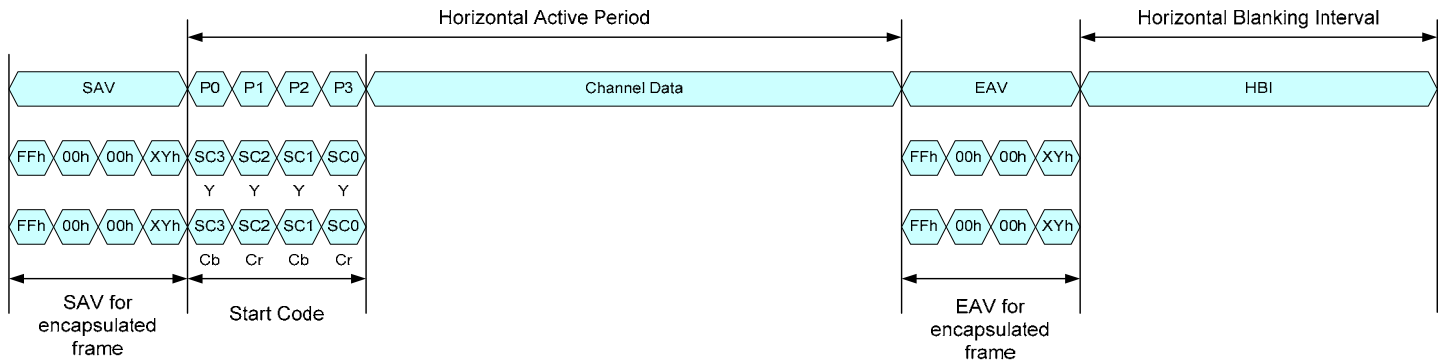 Horizontal Active Period
Horizontal Blanking Interval
SAV P0 P1 P2 P3 Channel Data EAV HBI
FFh 00h 00h XYh SC3 SC2 SC1 SC0 FFh 00h 00h XYh
Y Y Y Y
FFh 00h 00h XYh SC3 SC2 SC1 SC0 FFh 00h 00h XYh
Cb Cr Cb Cr
SAV for
encapsulated
frame
Start Code
EAV for
encapsulated
frame